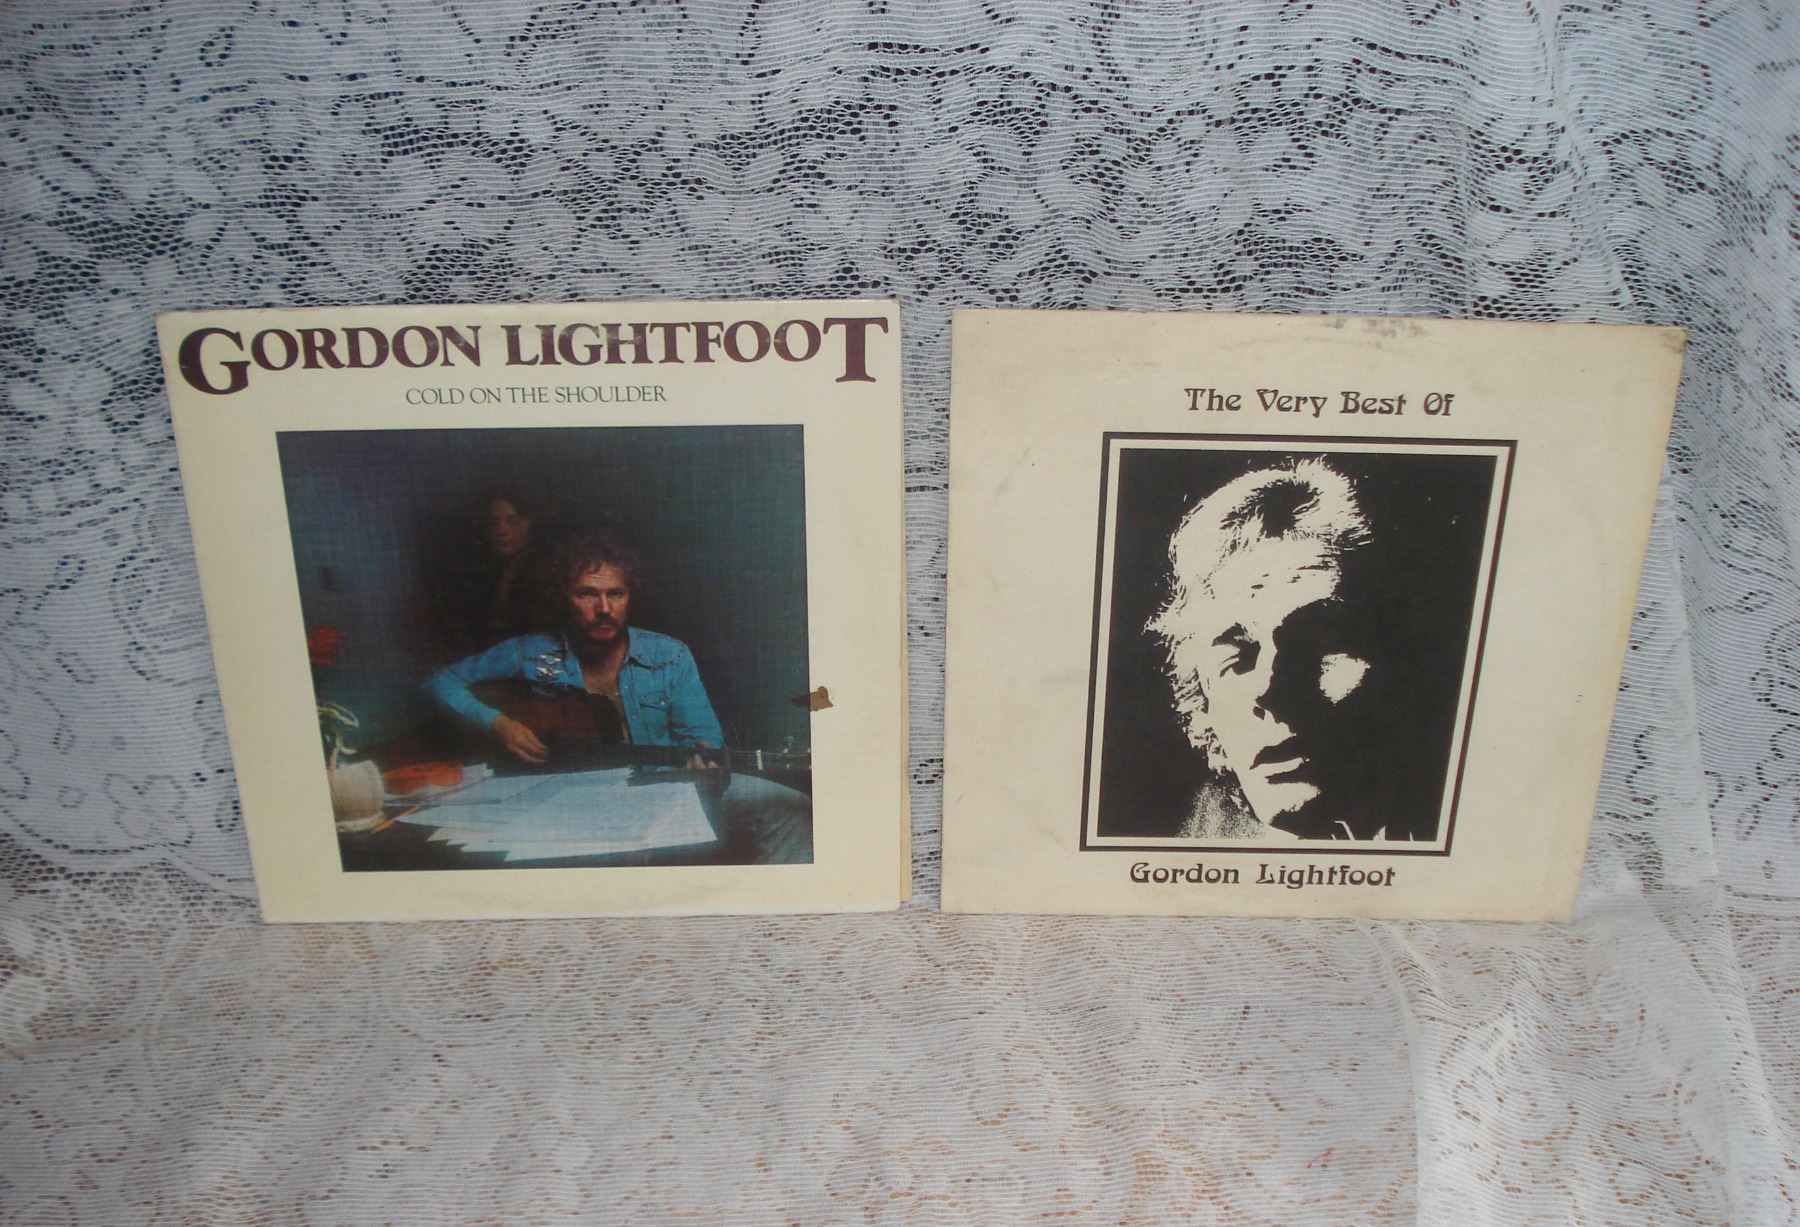 GORDON LIGHTFOOT
COLD ON THE SHOULDER
The Very Best Of
Gordon Lightfoot